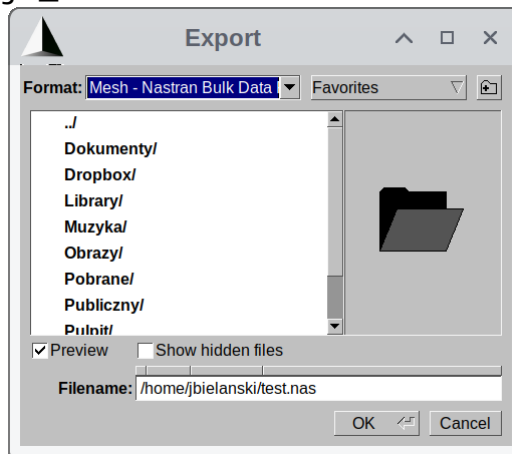 Export
Format: Mesh - Nastran Bulk Data Favorites
../
Dokumenty/
Dropbox/
Library/
Muzyka/
Obrazy/
Pobrane/
Publiczny/
Pulpit/
Preview Show hidden files
Filename: /home/jbielanski/test.nas
OK Cancel